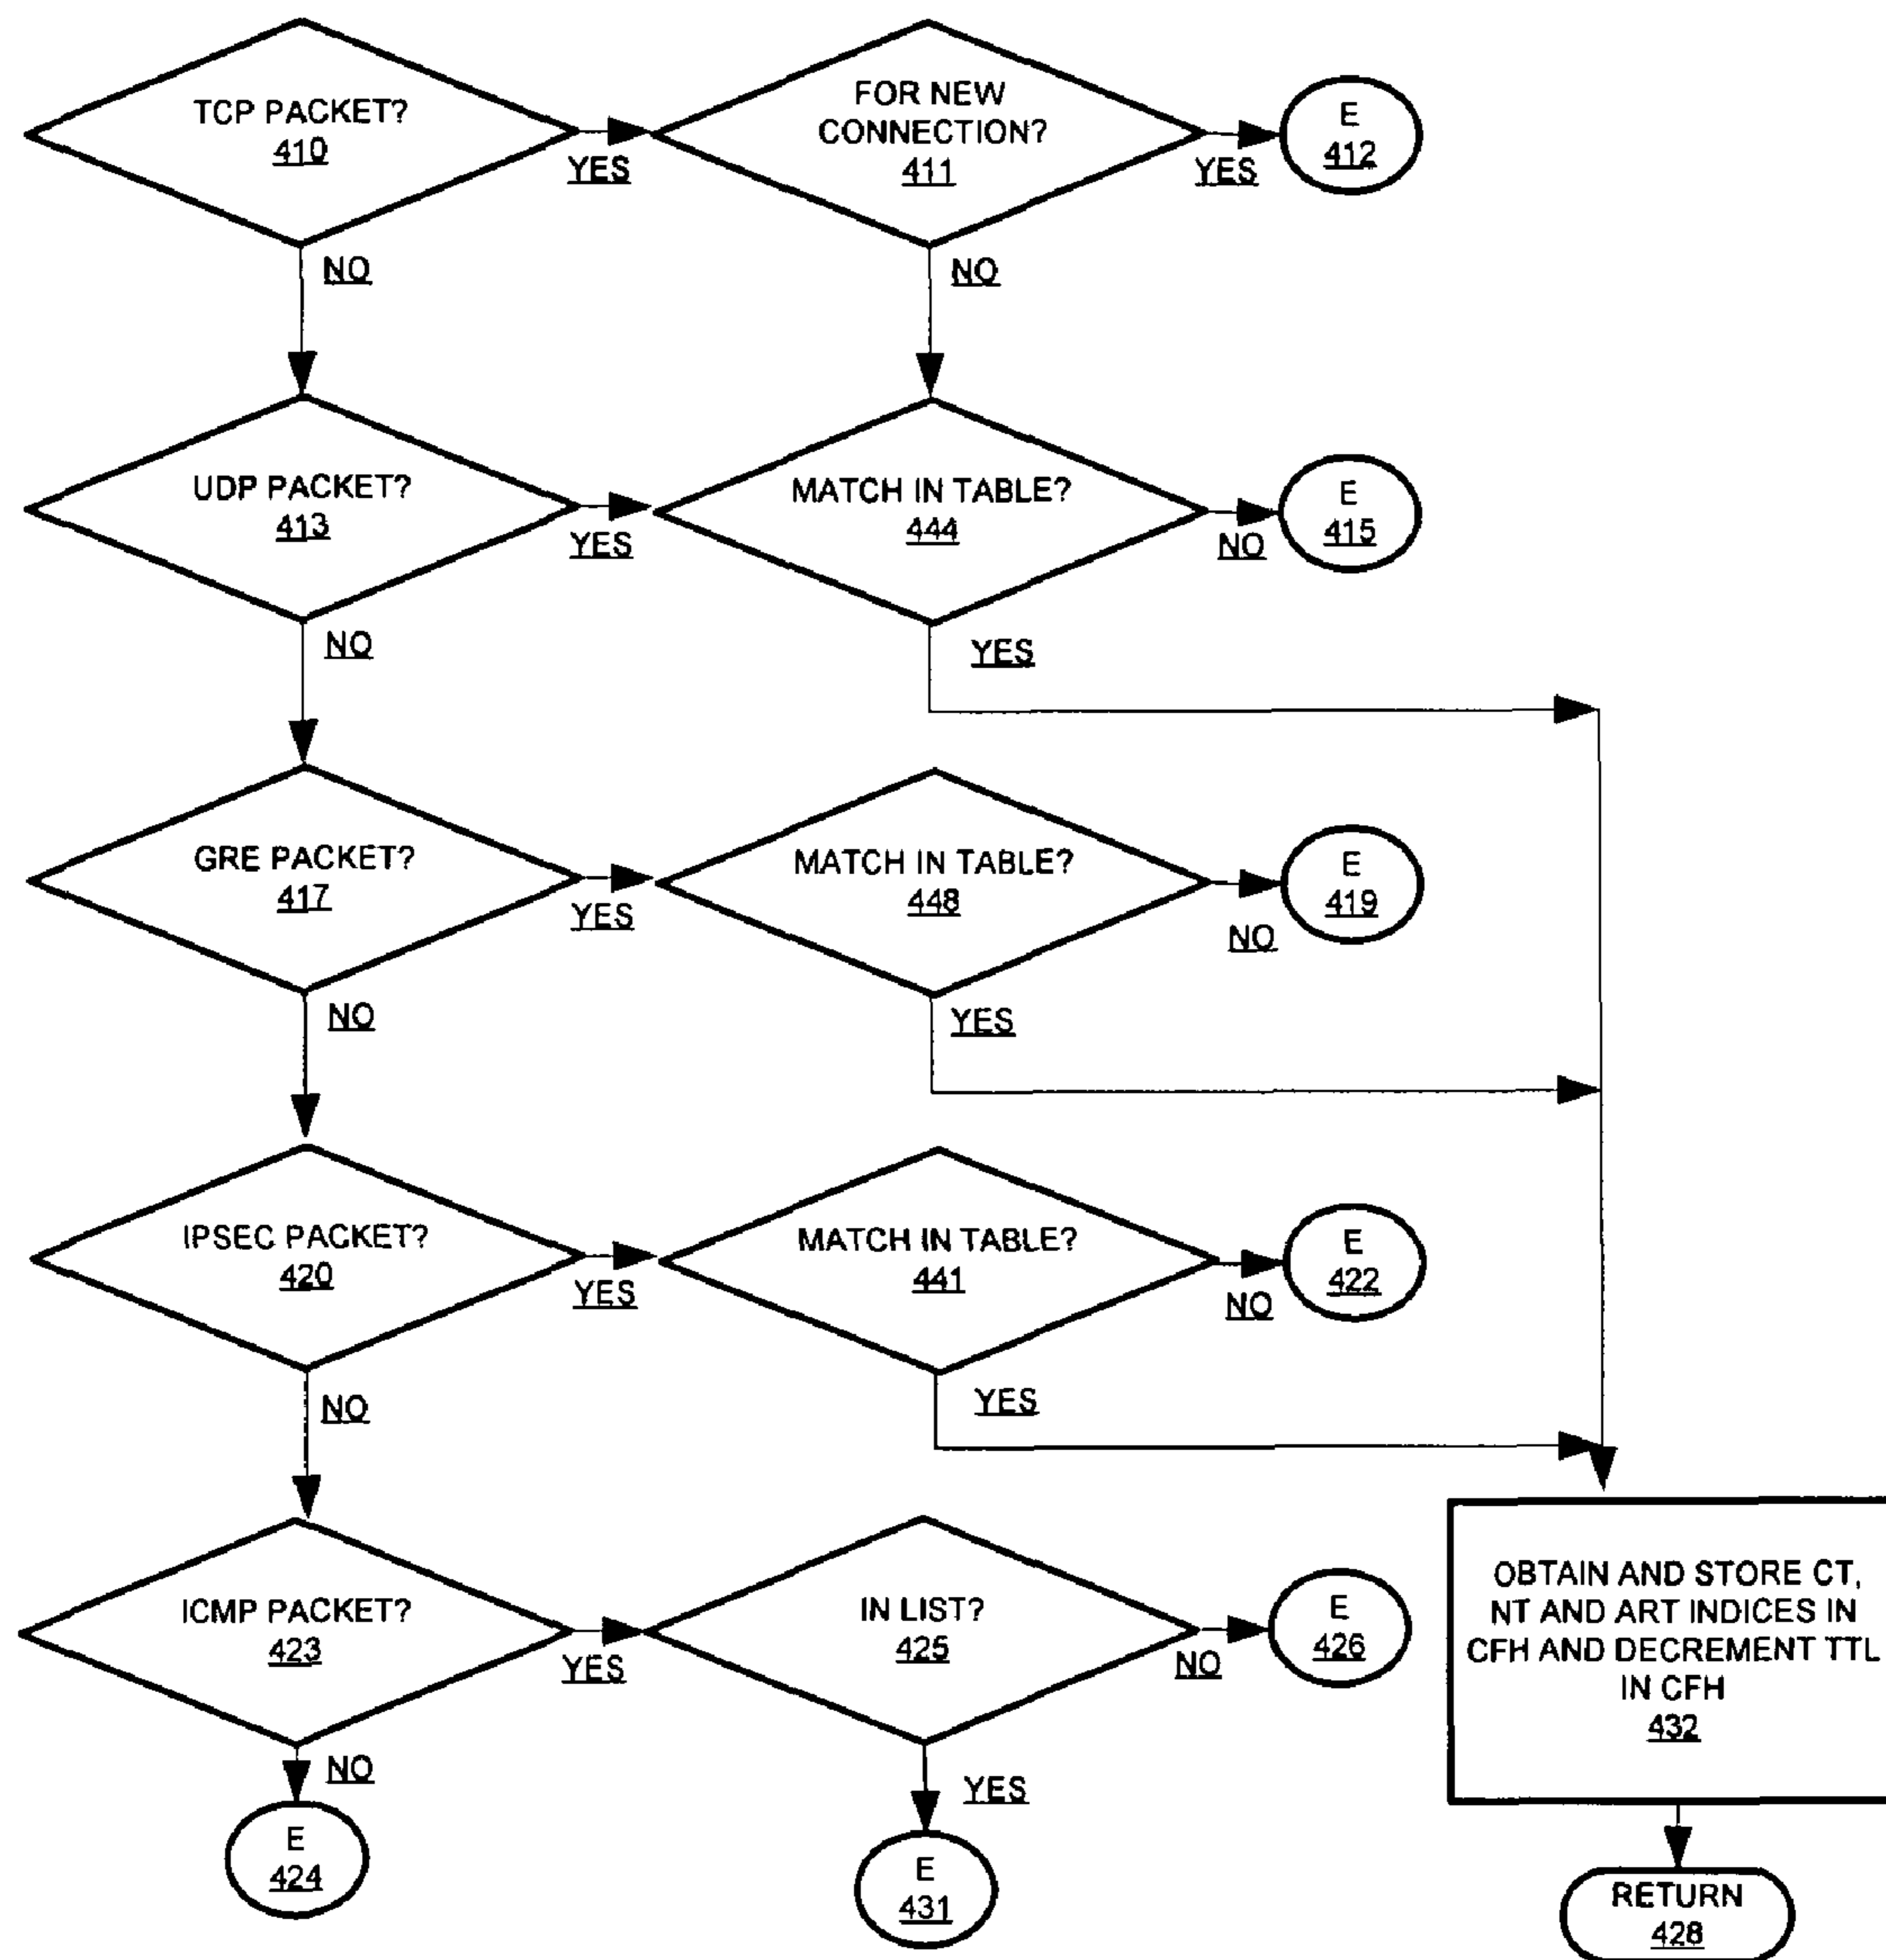 TCP PACKET?
410
YES
FOR NEW
CONNECTION?
411
YES
E
412
NO
NO
UDP PACKET?
413
YES
MATCH IN TABLE?
444
NO
E
415
NO
YES
GRE PACKET?
417
YES
MATCH IN TABLE?
448
NO
E
419
NO
YES
IPSEC PACKET?
420
YES
MATCH IN TABLE?
441
NO
E
422
NO
YES
ICMP PACKET?
423
YES
IN LIST?
425
NO
E
426
OBTAIN AND STORE CT,
NT AND ART INDICES IN
CFH AND DECREMENT TTL
IN CFH
432
NO
YES
E
424
E
431
RETURN
428